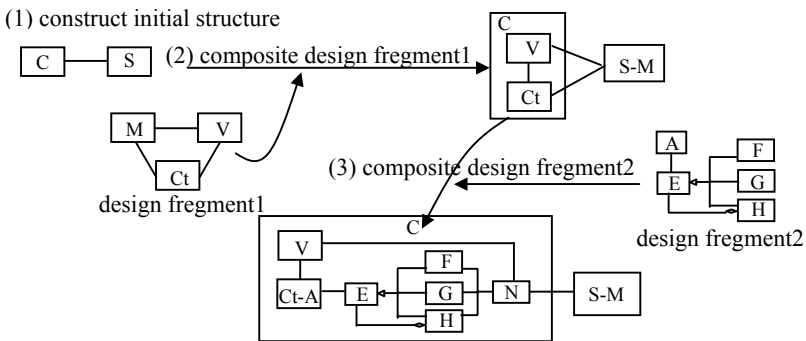 (1) construct initial structure
C
S
(2) composite design fregment1
C
V
Ct
S-M
M
V
Ct
design fregment1
(3) composite design fregment2
A
E
F
G
H
design fregment2
C
V
Ct-A
E
F
G
H
N
S-M